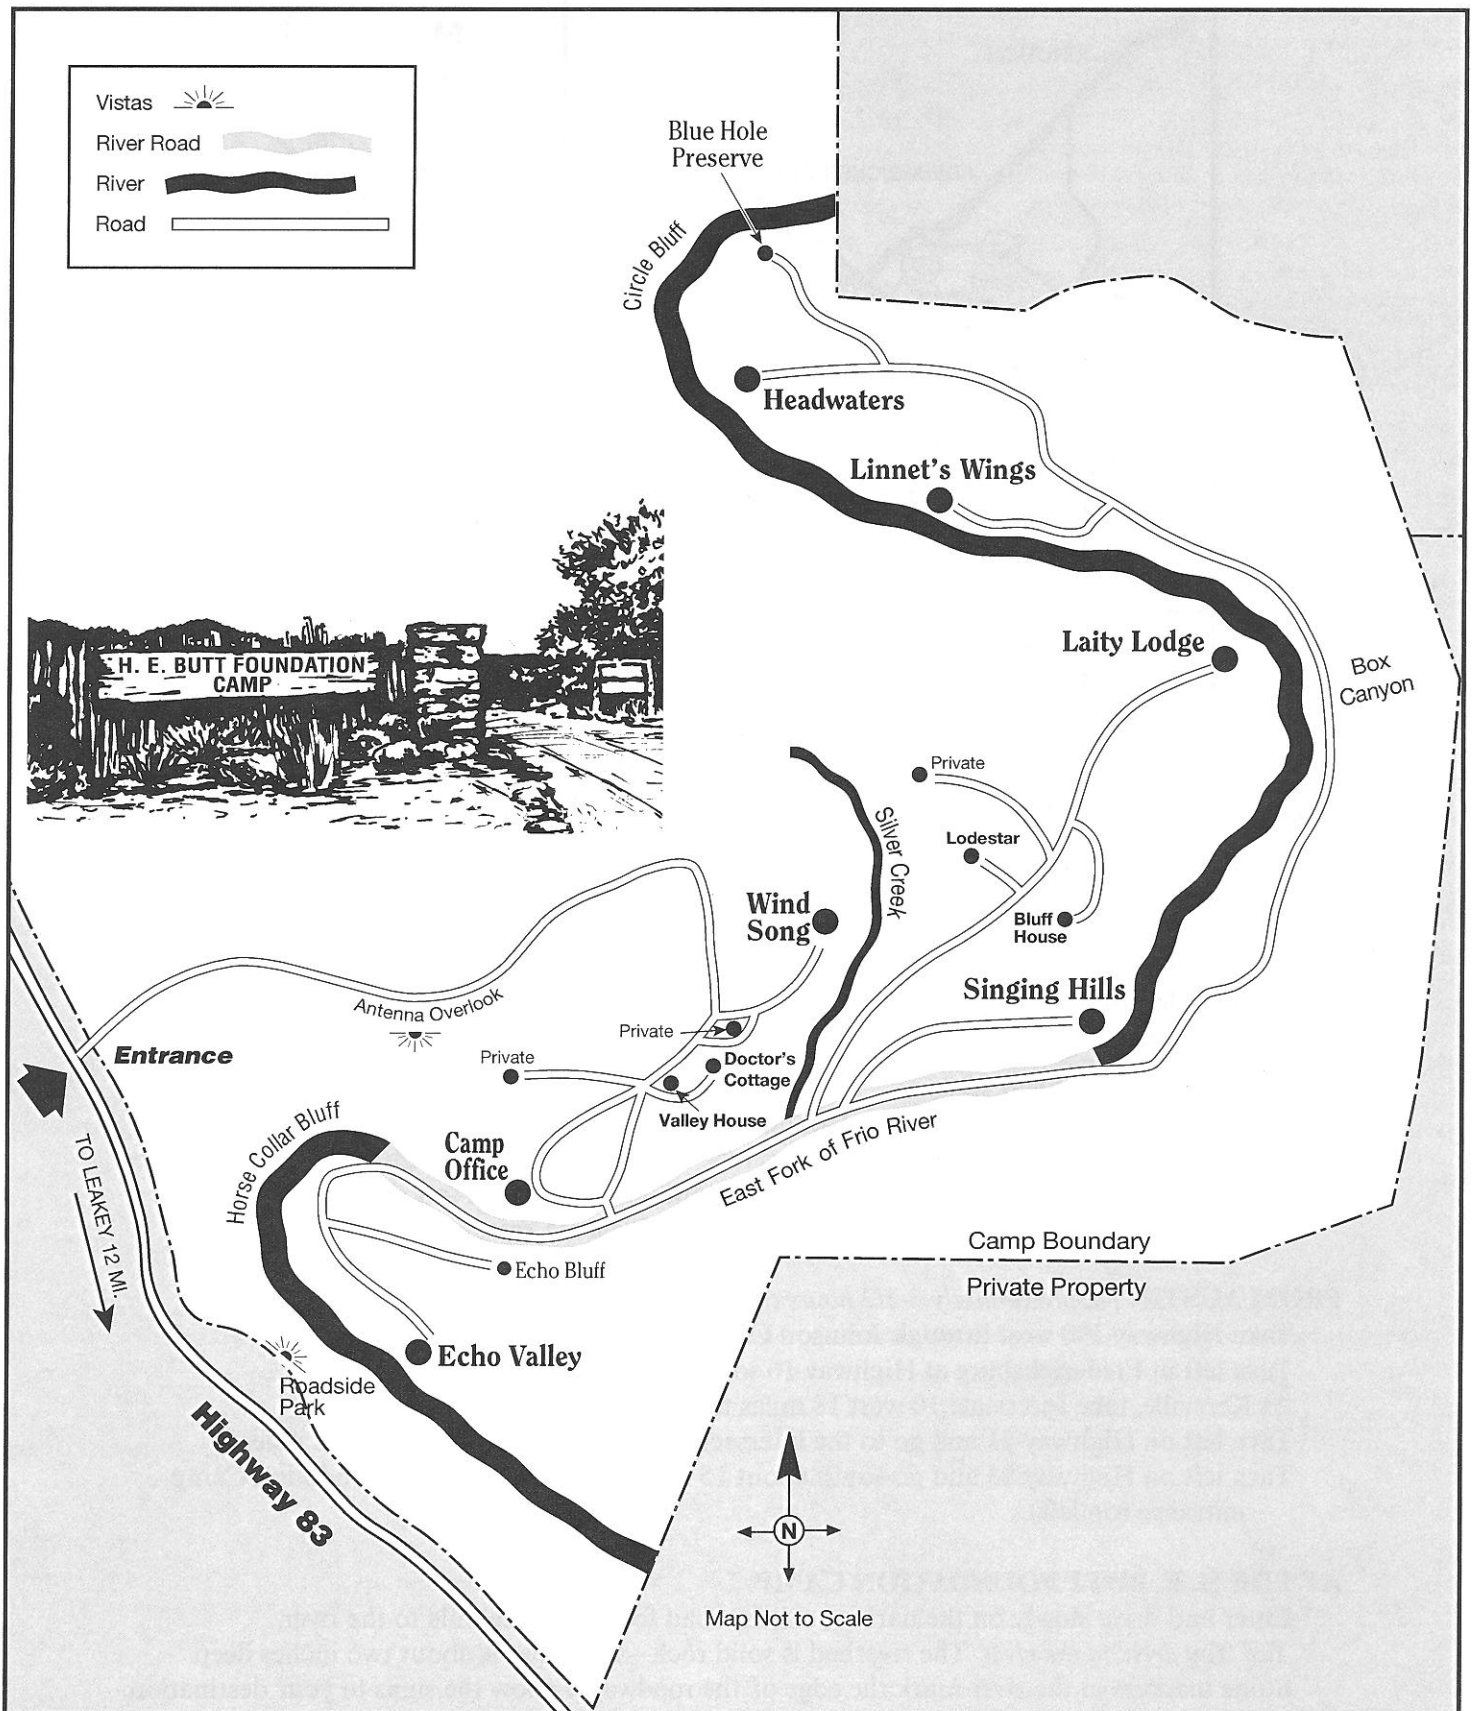 Vistas
River Road
River
Road
Blue Hole
Preserve
Circle Bluff
Headwaters
Linnet's Wings
Laity Lodge
Box
Canyon
H. E. BUTT FOUNDATION
CAMP
Private
Silver Creek
Lodestar
Wind
Song
Bluff
House
Singing Hills
Antenna Overlook
Private
Entrance
Private
Doctor's
Cottage
Valley House
Horse Collar Bluff
Camp
Office
East Fork of Frio River
TO LEAKEY 12 MI.
Echo Bluff
Camp Boundary
Private Property
Echo Valley
Roadside
Park
Highway 83
N
Map Not to Scale